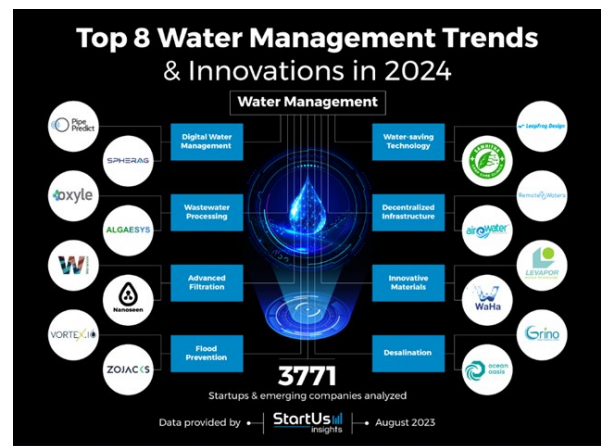 Top 8 Water Management Trends
& Innovations in 2024
Water Management
Pipe
Predict
Digital Water
Management
Water-saving
Technology
Leapfrog Design
SPHERAG
oxyle
Wastewater
Processing
Decentralized
Infrastructure
RemoteWaters
ALGAESYS
airowater
W
Advanced
Filtration
Innovative
Materials
LEVAPOR
Nanoseen
WaHa
VORTEX.IO
Flood
Prevention
Desalination
Grino
ZOJACKS
ocean
oasis
3771
Startups & emerging companies analyzed
Data provided by
StartUs
insights
August 2023